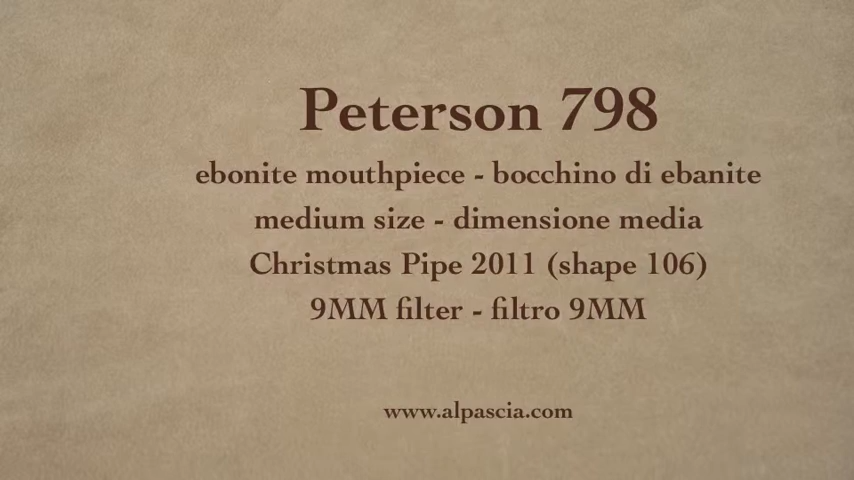 Peterson 798
ebonite mouthpiece - bocchino di ebanite
medium size - dimensione media
Christmas Pipe 2011 (shape 106)
9MM filter - filtro 9MM
www.alpascia.com